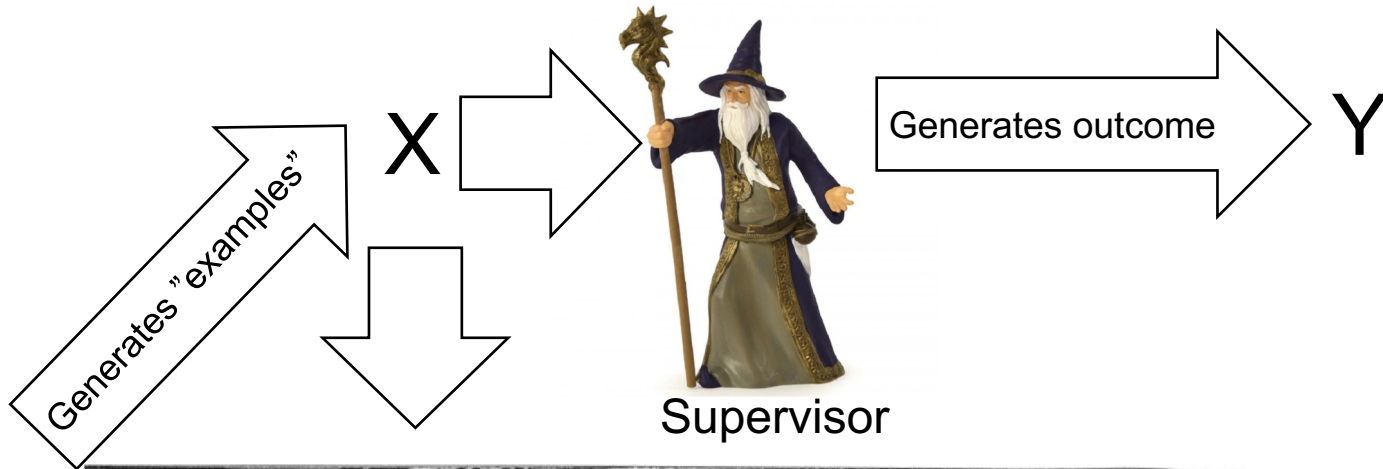 X
Generates outcome
Y
Generates ” examples”
Supervisor